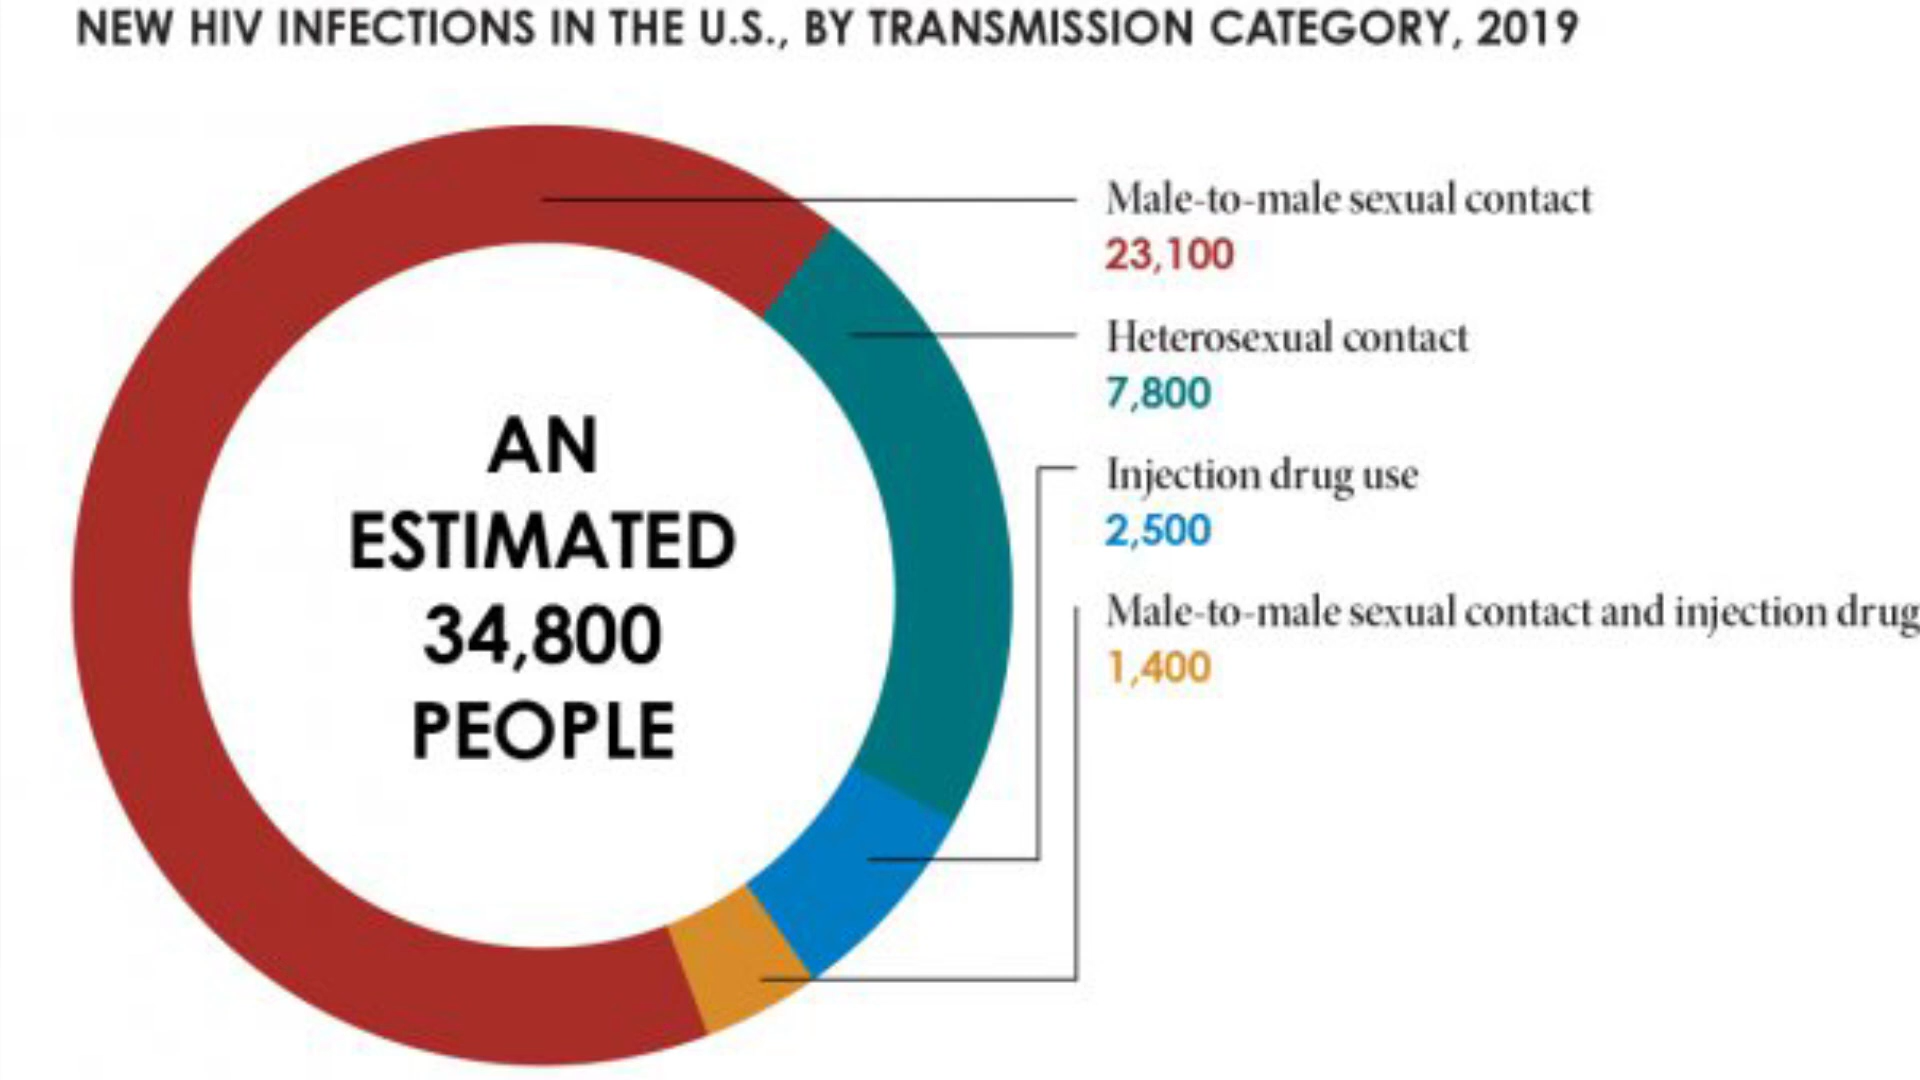 NEW HIV INFECTIONS IN THE U.S., BY TRANSMISSION CATEGORY, 2019
AN
ESTIMATED
34,800
PEOPLE
Male-to-male sexual contact
23,100
Heterosexual contact
7,800
Injection drug use
2,500
Male-to-male sexual contact and injection drug
1,400